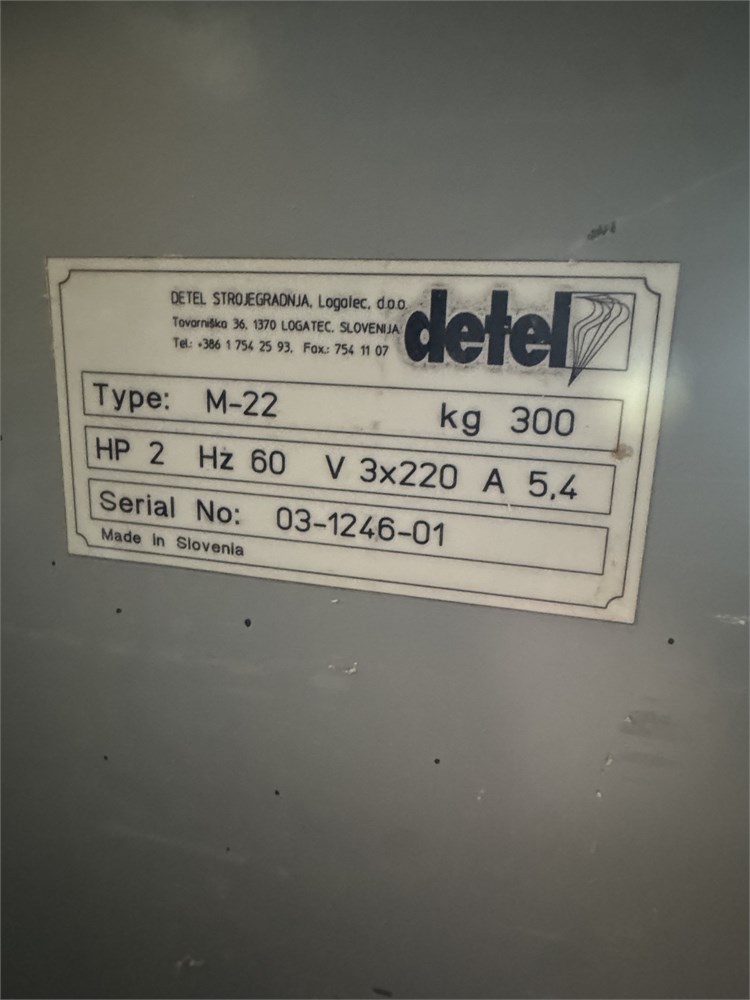 DETEL STROJEGRADNJA, Logatec, d.o.o.
Tovarniška 36, 1370 LOGATEC, SLOVENIJA
Tel.: +386 1 754 25 93, Fax.: 754 11 07
detel
Type: M-22 kg 300
HP 2 Hz 60 V 3x220 A 5,4
Serial No: 03-1246-01
Made in Slovenia